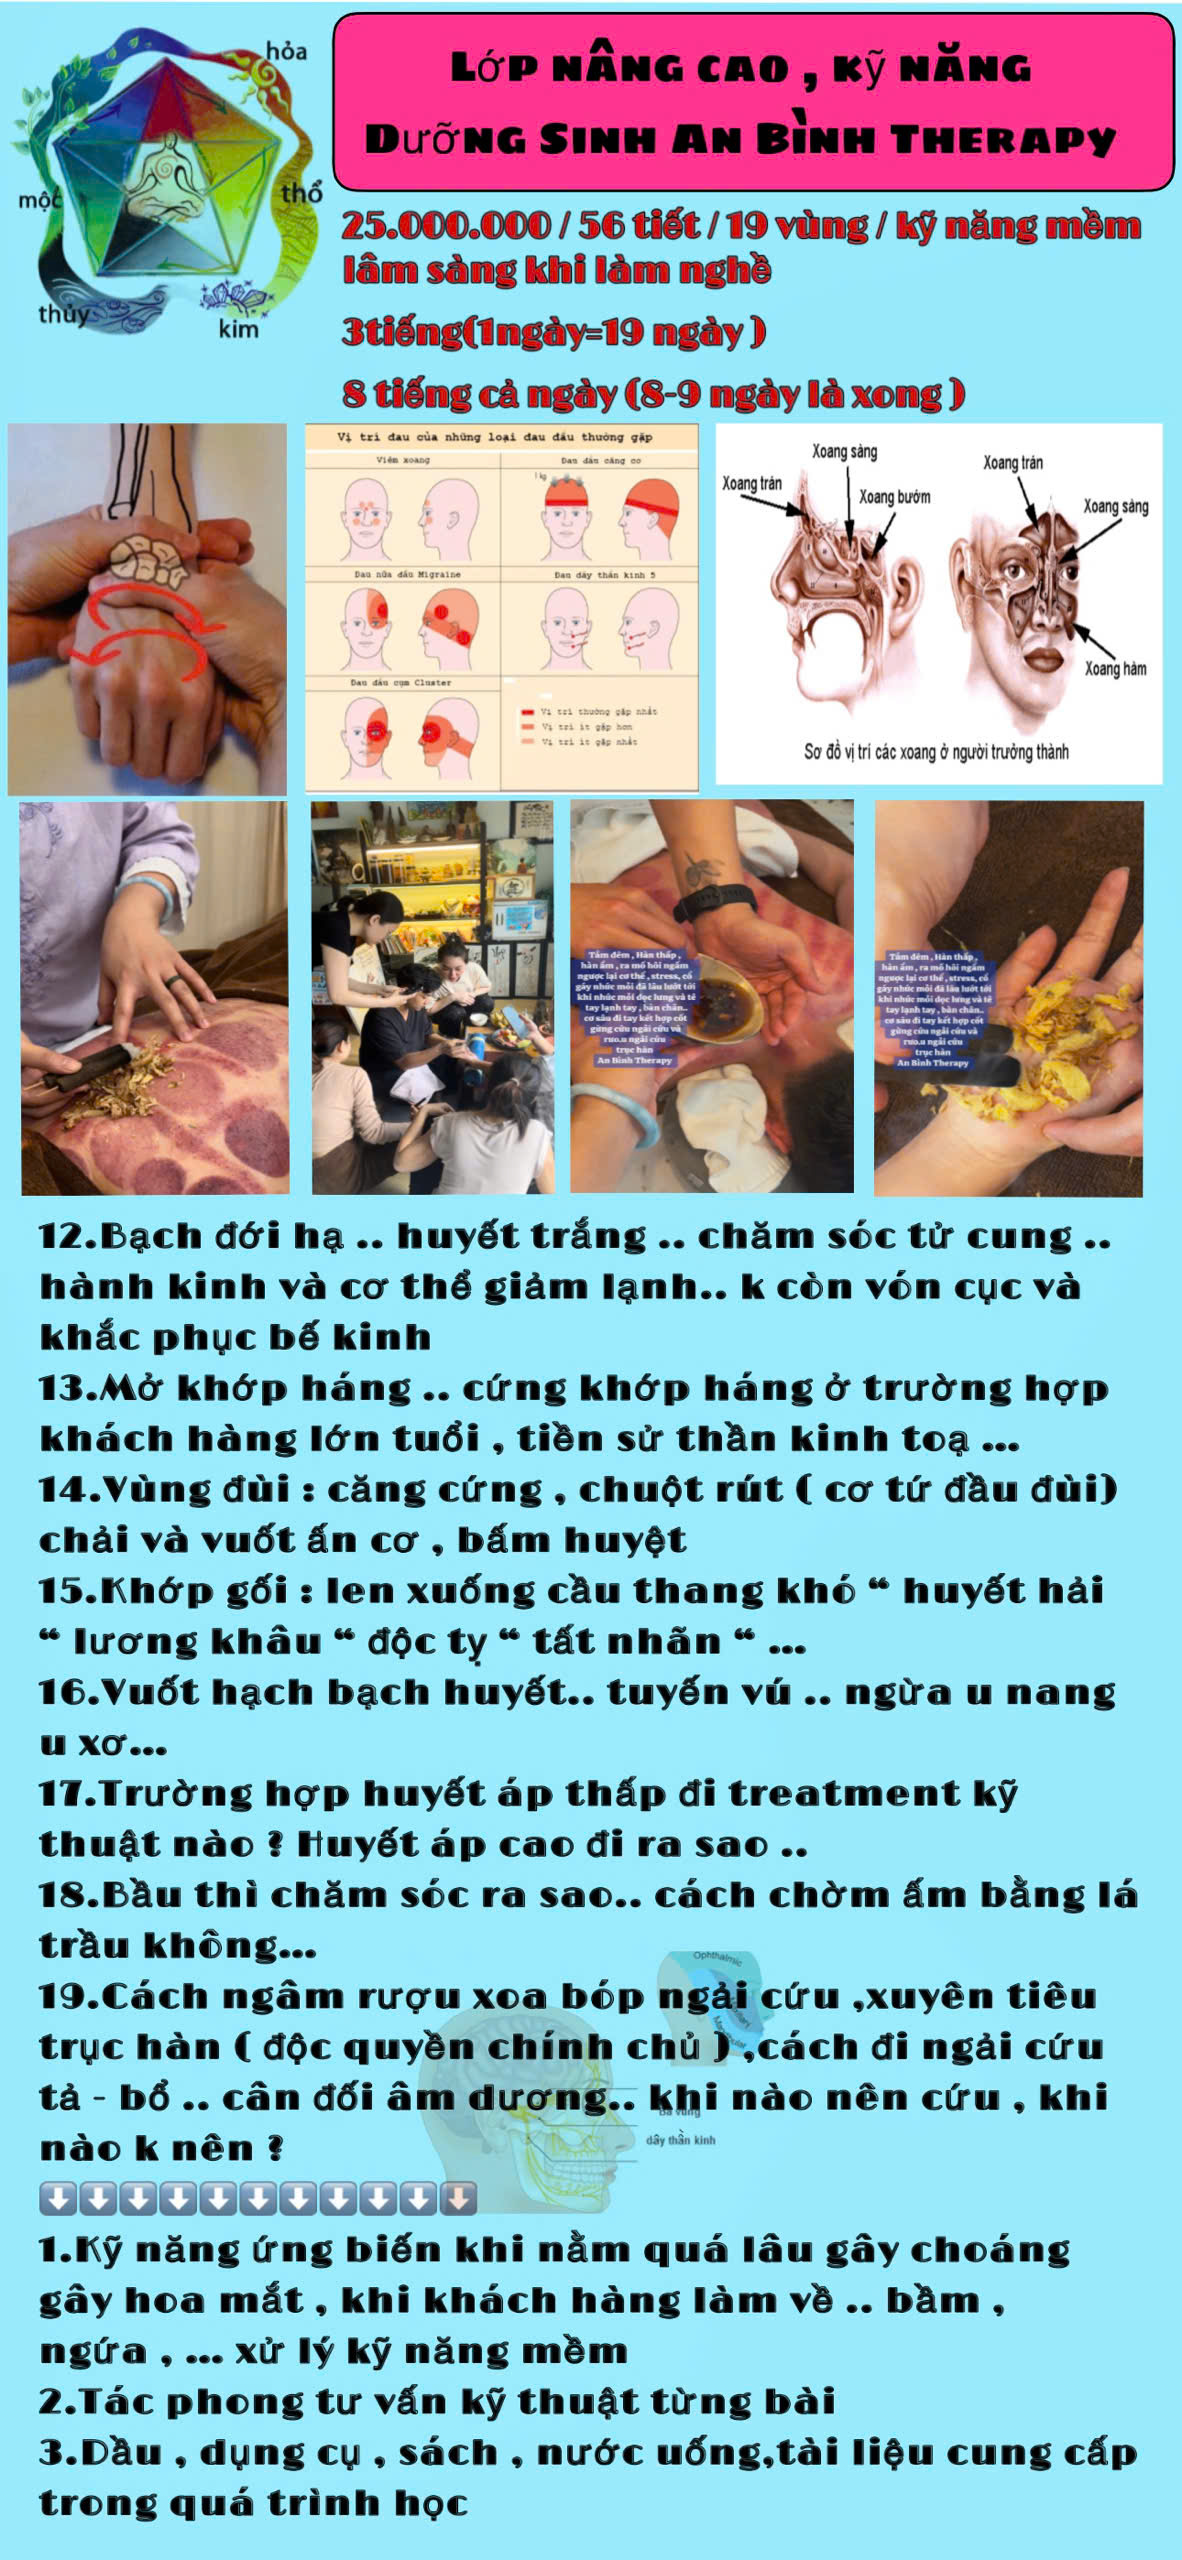 hỏa
mộc
thổ
thủy
kim
Lớp nâng cao , kỹ năng
Dưỡng Sinh An Bình Therapy
25.000.000 / 56 tiết / 19 vùng / kỹ năng mềm
lâm sàng khi làm nghề
3tiếng(1ngày=19 ngày )
8 tiếng cả ngày (8-9 ngày là xong )
Vị trí đau của những loại đau đầu thường gặp
Viêm xoang
Đau đầu căng cơ
Đau nửa đầu Migraine
Đau dây thần kinh 5
Đau đầu cụm Cluster
Vị trí thường gặp nhất
Vị trí ít gặp hơn
Vị trí ít gặp nhất
Xoang sàng
Xoang trán
Xoang bướm
Xoang trán
Xoang sàng
Xoang hàm
Sơ đồ vị trí các xoang ở người trưởng thành
Tắm đêm , Hàn thấp ,
hàn ẩm , ra mồ hôi ngấm
ngược lại cơ thể , stress, cổ
gáy nhức mỏi đã lâu lướt tới
khi nhức mỏi dọc lưng và tê
tay lạnh tay , bàn chân..
cơ sâu đi tay kết hợp cốt
gừng cứu ngải cứu và
rượu ngải cứu
trục hàn
An Bình Therapy
Tắm đêm , Hàn thấp ,
hàn ẩm , ra mồ hôi ngấm
ngược lại cơ thể , stress, cổ
gáy nhức mỏi đã lâu lướt tới
khi nhức mỏi dọc lưng và tê
tay lạnh tay , bàn chân..
cơ sâu đi tay kết hợp cốt
gừng cứu ngải cứu và
rượu ngải cứu
trục hàn
An Bình Therapy
12.Bạch đới hạ .. huyết trắng .. chăm sóc tử cung ..
hành kinh và cơ thể giảm lạnh.. k còn vón cục và
khắc phục bế kinh
13.Mở khớp háng .. cứng khớp háng ở trường hợp
khách hàng lớn tuổi , tiền sử thần kinh toạ ...
14.Vùng đùi : căng cứng , chuột rút ( cơ tứ đầu đùi)
chải và vuốt ấn cơ , bấm huyệt
15.Khớp gối : len xuống cầu thang khó “ huyết hải
“ lương khâu “ độc tỵ “ tất nhãn “ ...
16.Vuốt hạch bạch huyết.. tuyến vú .. ngừa u nang
u xơ...
17.Trường hợp huyết áp thấp đi treatment kỹ
thuật nào ? Huyết áp cao đi ra sao ..
18.Bầu thì chăm sóc ra sao.. cách chờm ấm bằng lá
trầu không...
Ophthalmic
19.Cách ngâm rượu xoa bóp ngải cứu ,xuyên tiêu
trục hàn ( độc quyền chính chủ ) ,cách đi ngải cứu
tả - bổ .. cân đối âm dương.. khi nào nên cứu , khi
Ba vùng
nào k nên ?
dây thần kinh
1.Kỹ năng ứng biến khi nằm quá lâu gây choáng
gây hoa mắt , khi khách hàng làm về .. bầm ,
ngứa , ... xử lý kỹ năng mềm
2.Tác phong tư vấn kỹ thuật từng bài
3.Dầu , dụng cụ , sách , nước uống,tài liệu cung cấp
trong quá trình học